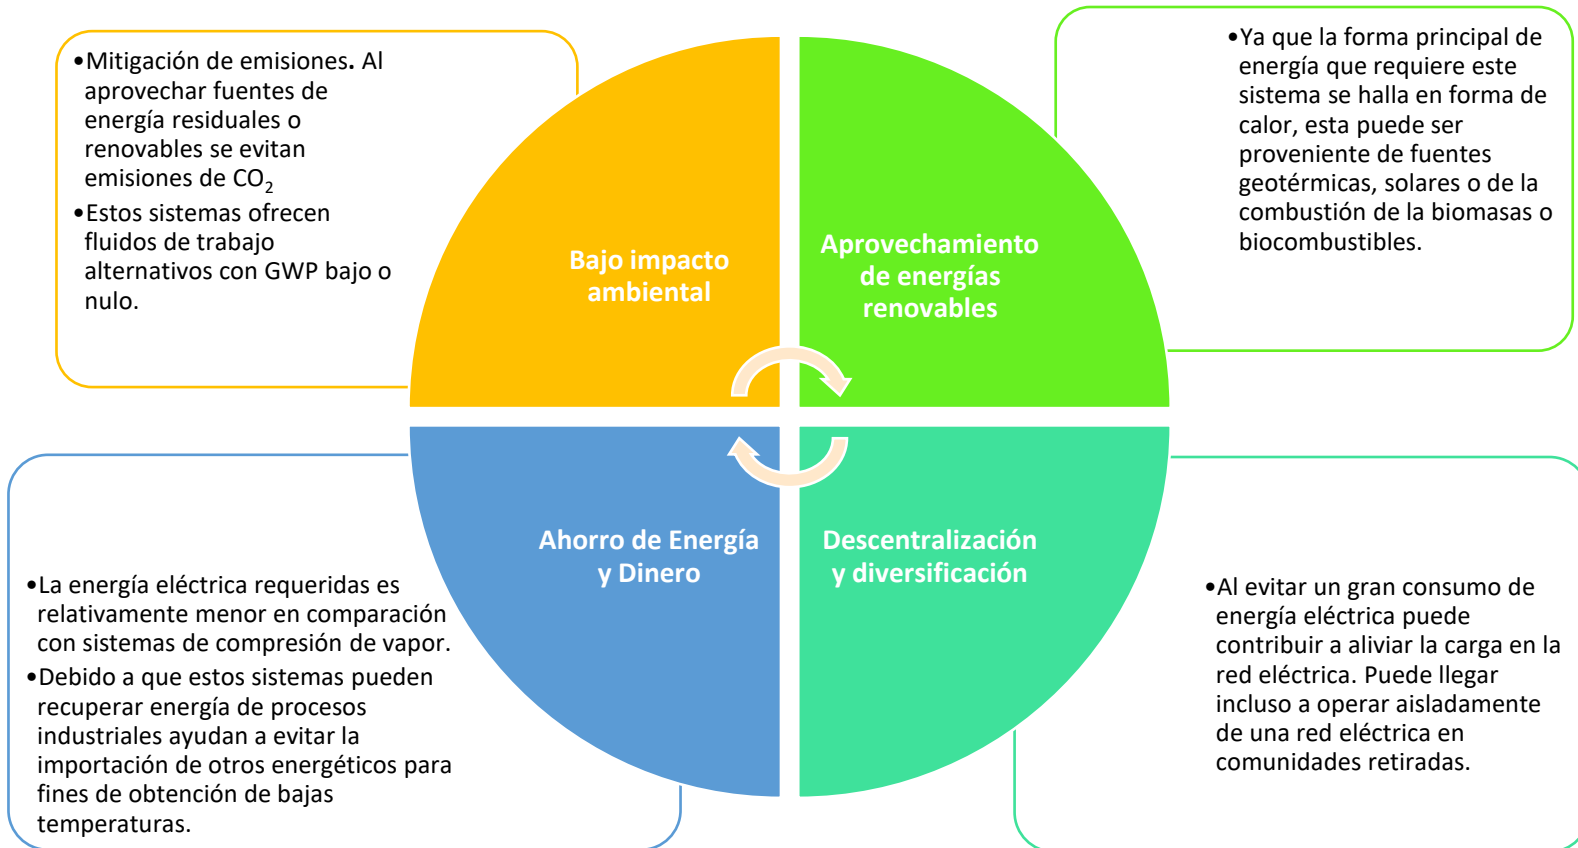 •Mitigación de emisiones. Al
aprovechar fuentes de
energía residuales o
renovables se evitan
emisiones de CO₂
•Estos sistemas ofrecen
fluidos de trabajo
alternativos con GWP bajo o
nulo.
Bajo impacto
ambiental
Aprovechamiento
de energías
renovables
•Ya que la forma principal de
energía que requiere este
sistema se halla en forma de
calor, esta puede ser
proveniente de fuentes
geotérmicas, solares o de la
combustión de la biomasas o
biocombustibles.
•La energía eléctrica requeridas es
relativamente menor en comparación
con sistemas de compresión de vapor.
•Debido a que estos sistemas pueden
recuperar energía de procesos
industriales ayudan a evitar la
importación de otros energéticos para
fines de obtención de bajas
temperaturas.
Ahorro de Energía
y Dinero
Descentralización
y diversificación
•Al evitar un gran consumo de
energía eléctrica puede
contribuir a aliviar la carga en la
red eléctrica. Puede llegar
incluso a operar aisladamente
de una red eléctrica en
comunidades retiradas.